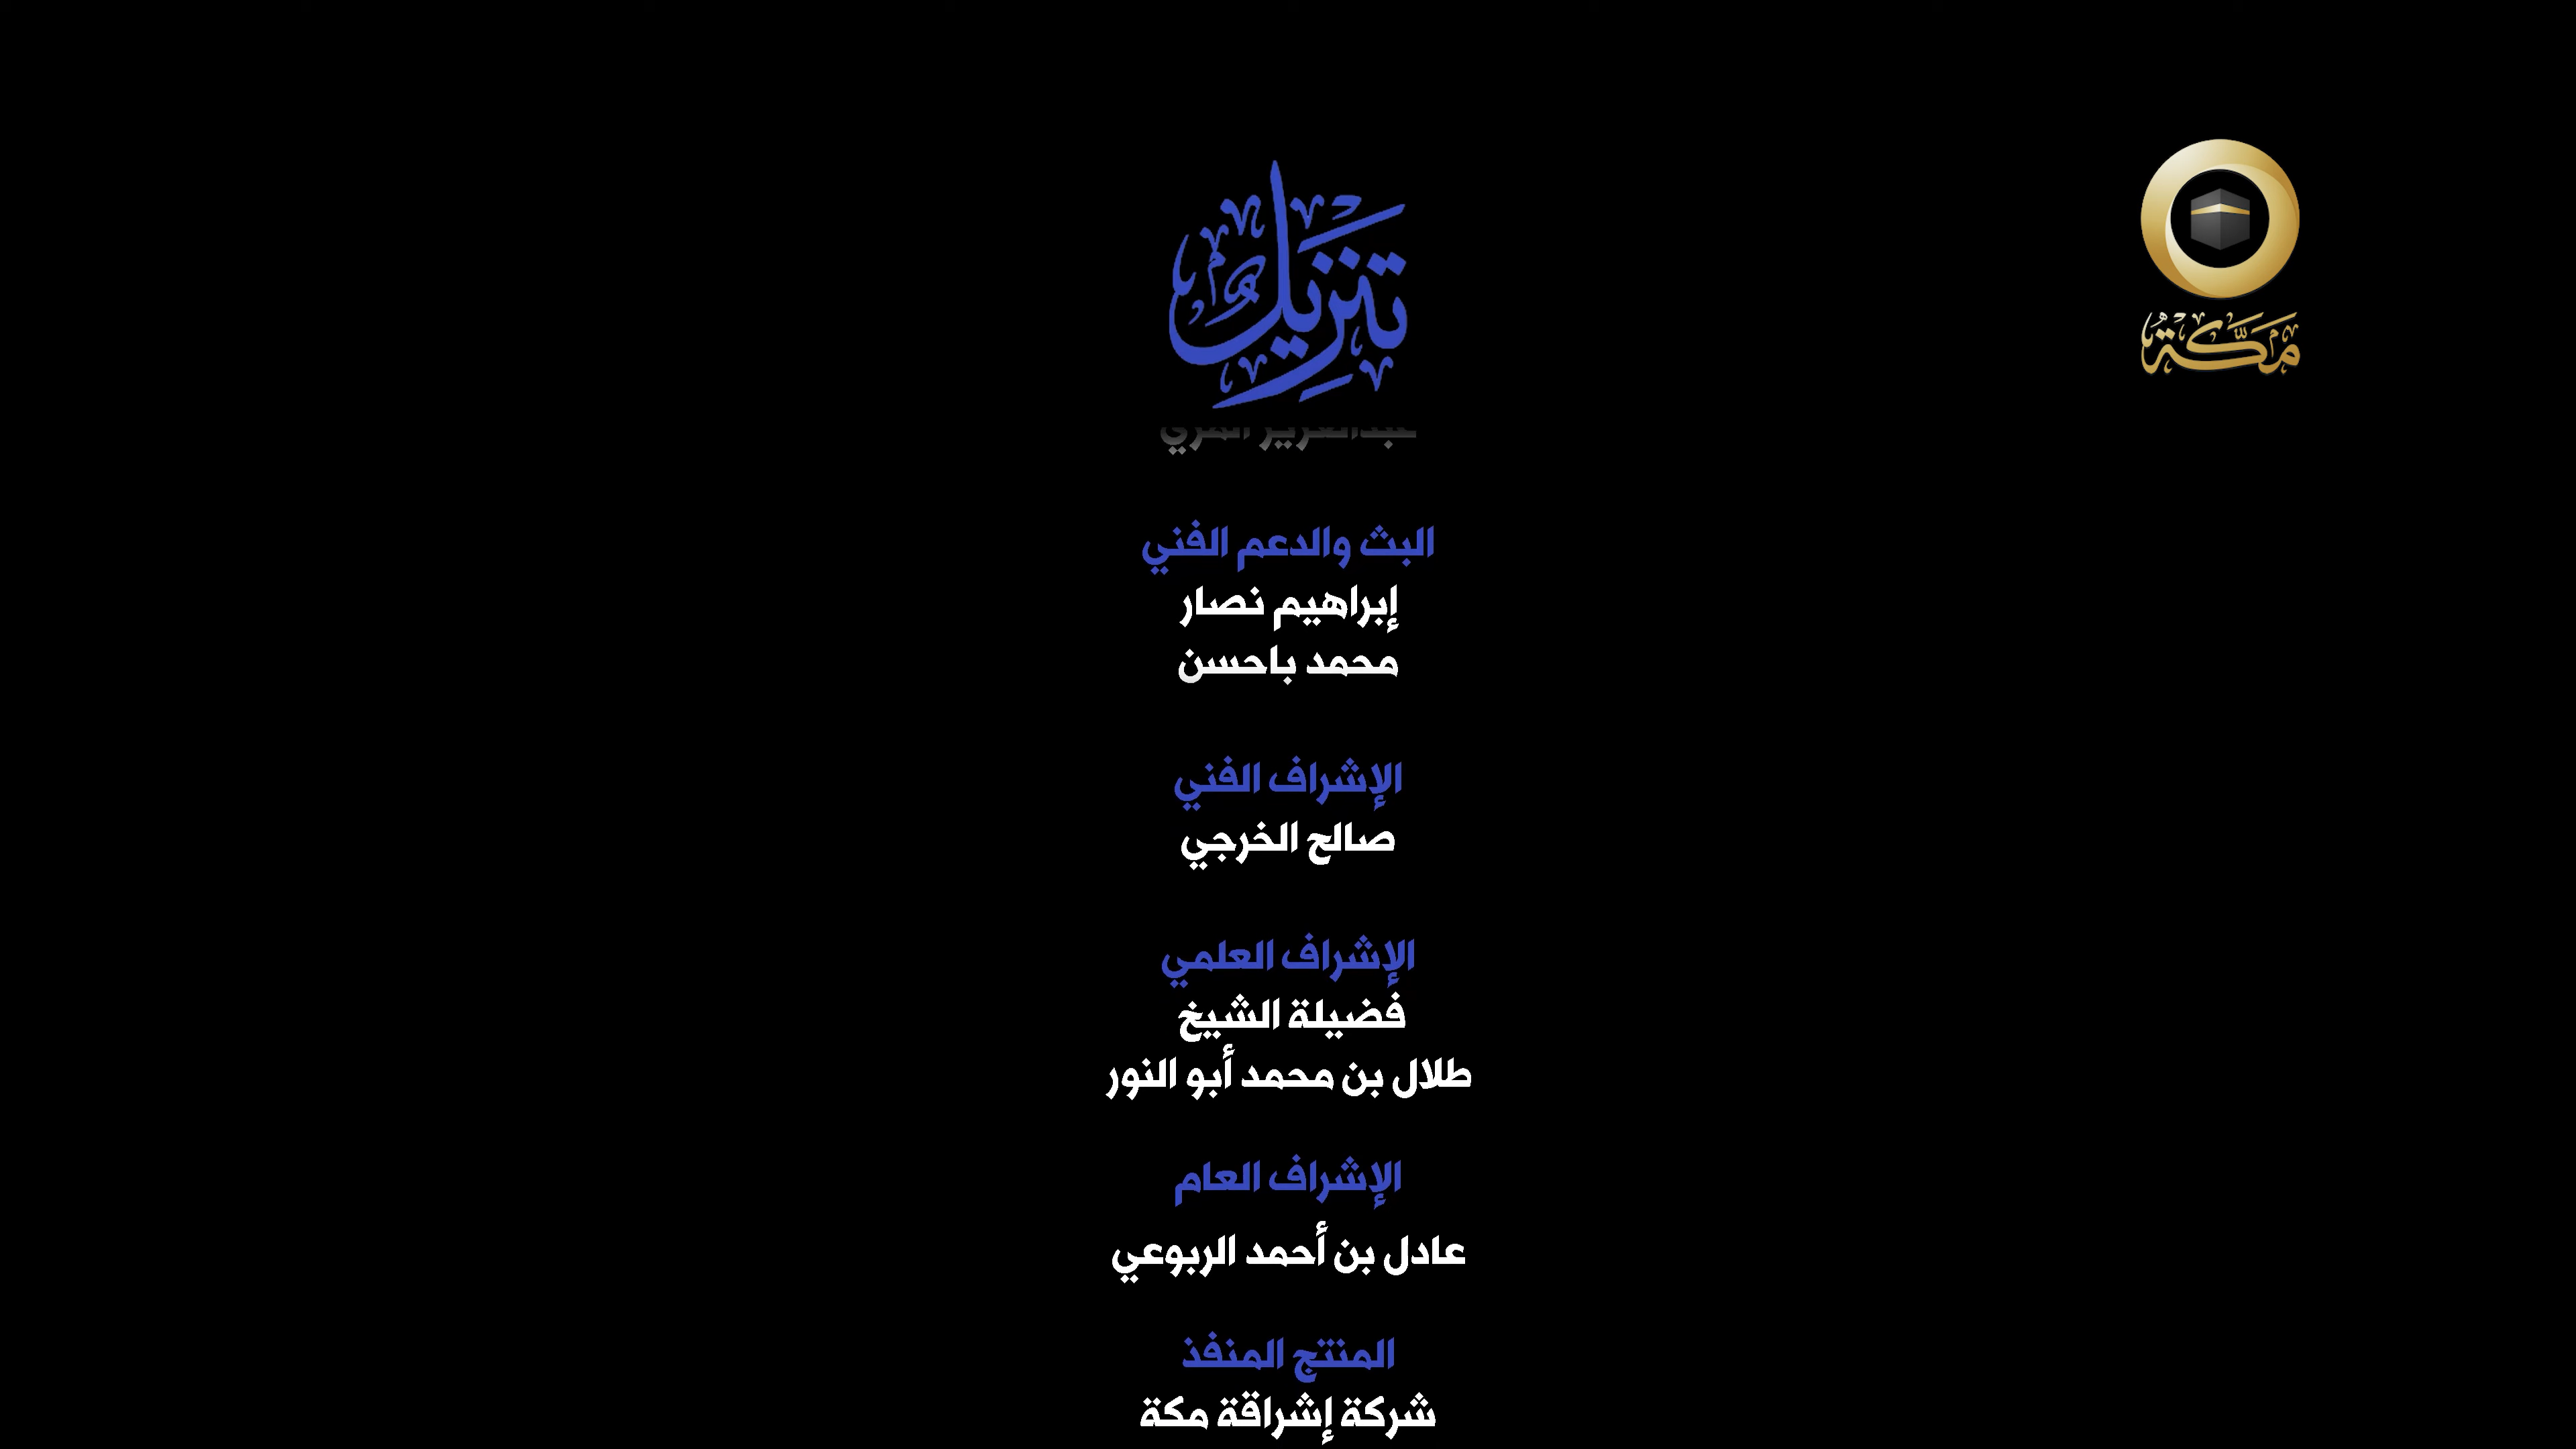 تنزيل
مكة
البث والدعم الفني
إبراهيم نصار
محمد باحسن
الإشراف الفني
صالح الخرجي
الإشراف العلمي
فضيلة الشيخ
طلال بن محمد أبو النور
الإشراف العام
عادل بن أحمد الربوعي
المنتج المنفذ
شركة إشراقة مكة